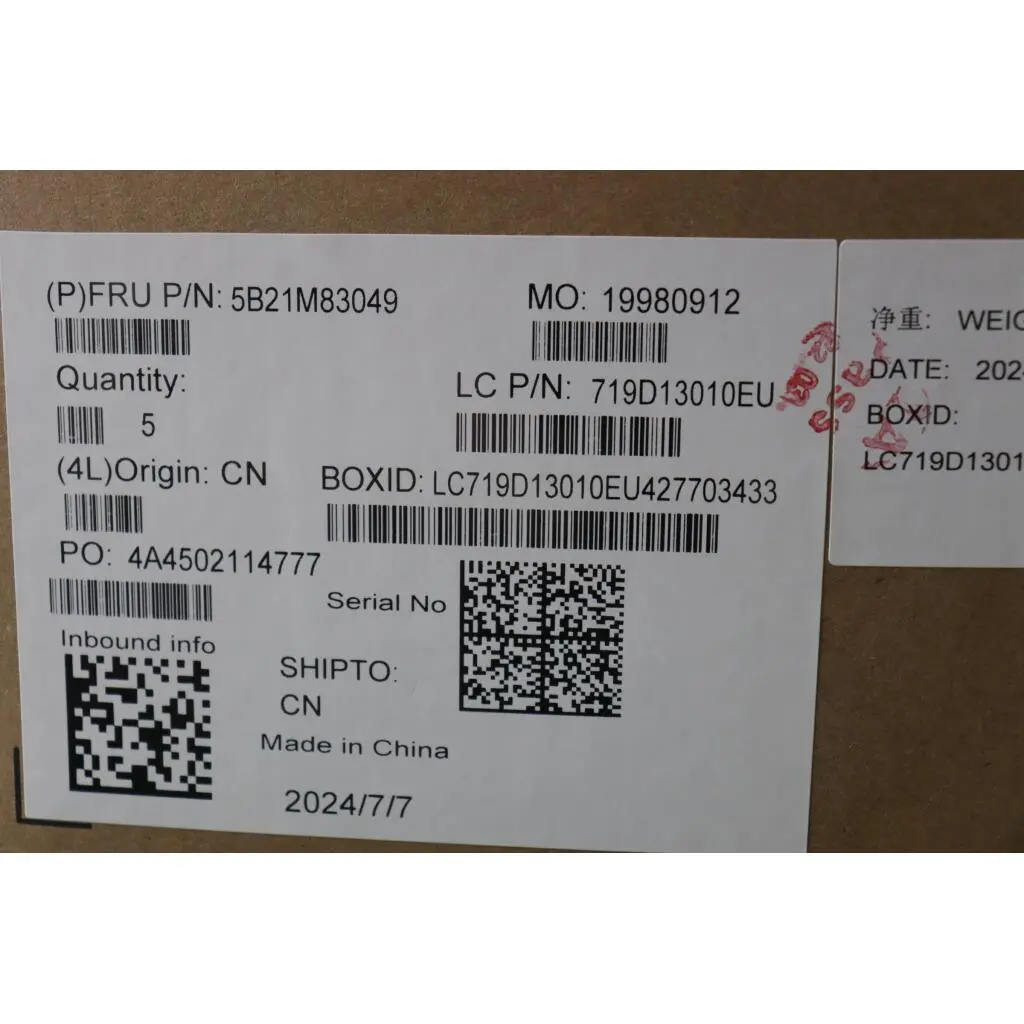 (P)FRU P/N: 5B21M83049
MO: 19980912
Quantity:
5
LC P/N: 719D13010EU
(4L)Origin: CN
BOXID: LC719D13010EU427703433
PO: 4A4502114777
Serial No
Inbound info
SHIPTO:
CN
Made in China
2024/7/7
净重: WEIG
DATE: 202
BOXID:
LC719D1301